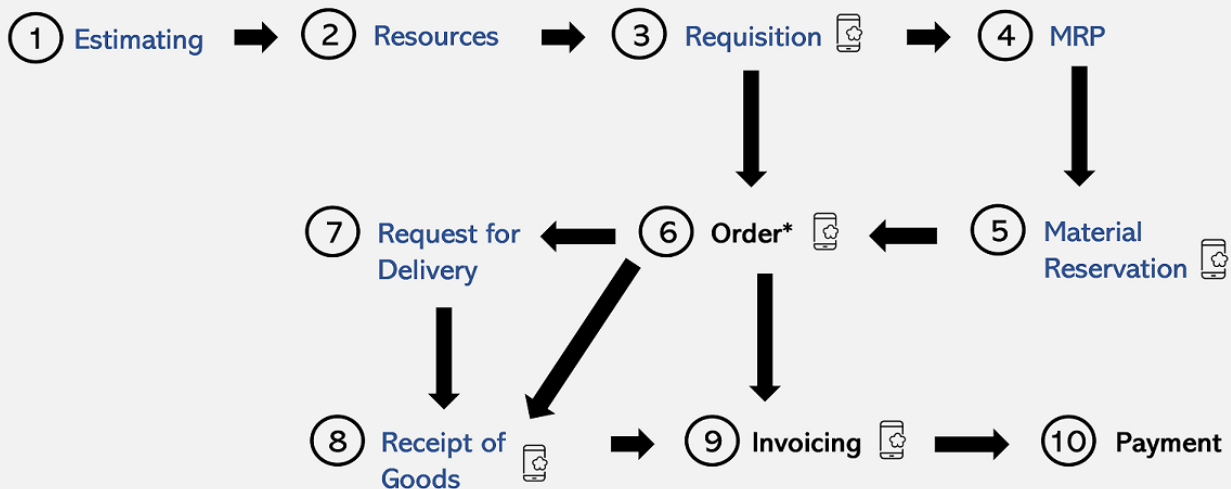 1 Estimating
2 Resources
3 Requisition
4 MRP
7 Request for
Delivery
6 Order*
5 Material
Reservation
8 Receipt of
Goods
9 Invoicing
10 Payment